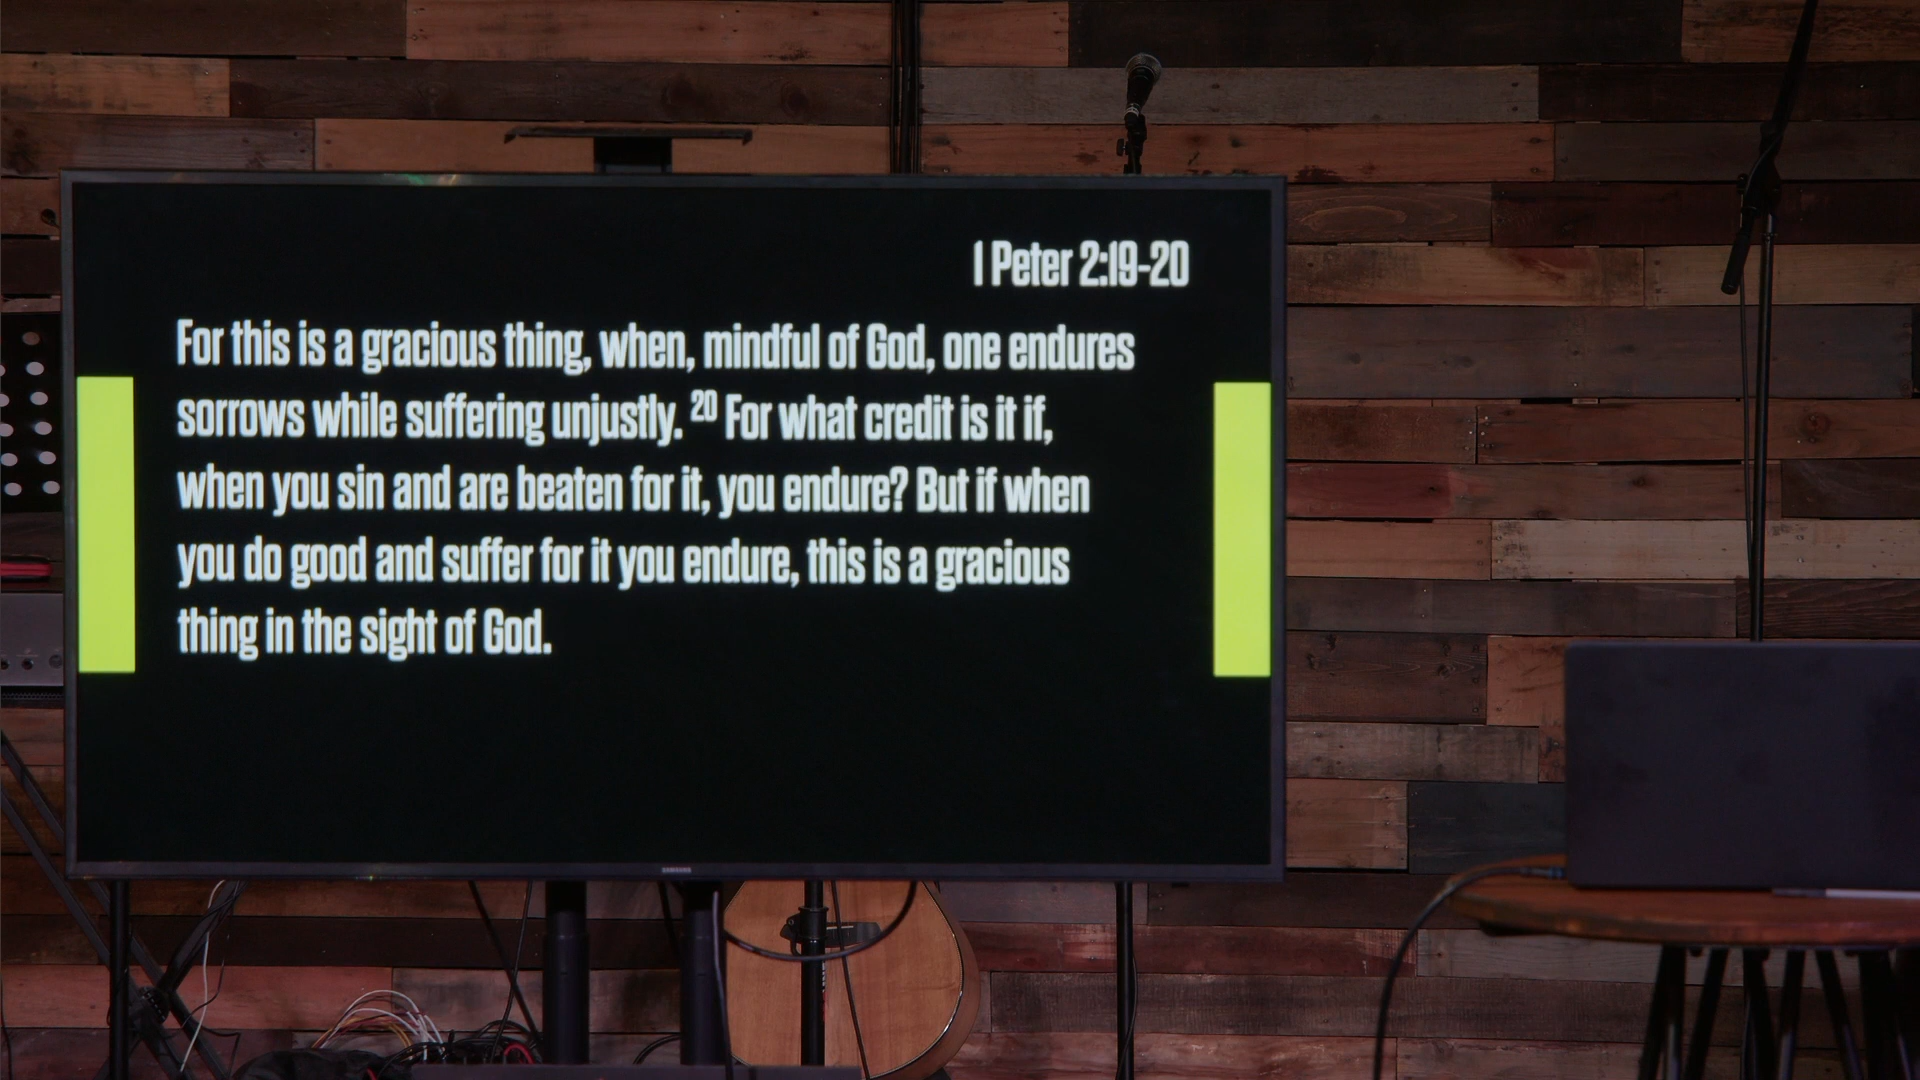 1 Peter 2:19-20
For this is a gracious thing, when, mindful of God, one endures
sorrows while suffering unjustly. 20 For what credit is it if,
when you sin and are beaten for it, you endure? But if when
you do good and suffer for it you endure, this is a gracious
thing in the sight of God.
SAMSUNG